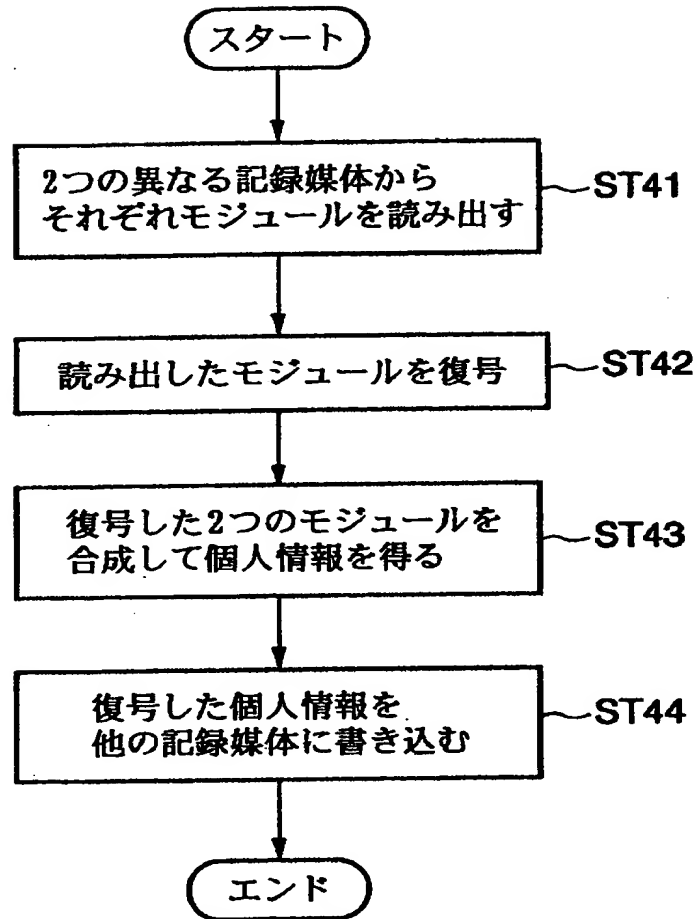 スタート
2つの異なる記録媒体から
それぞれモジュールを読み出す
ST41
読み出したモジュールを復号
ST42
復号した2つのモジュールを
合成して個人情報を得る
ST43
復号した個人情報を
他の記録媒体に書き込む
ST44
エンド